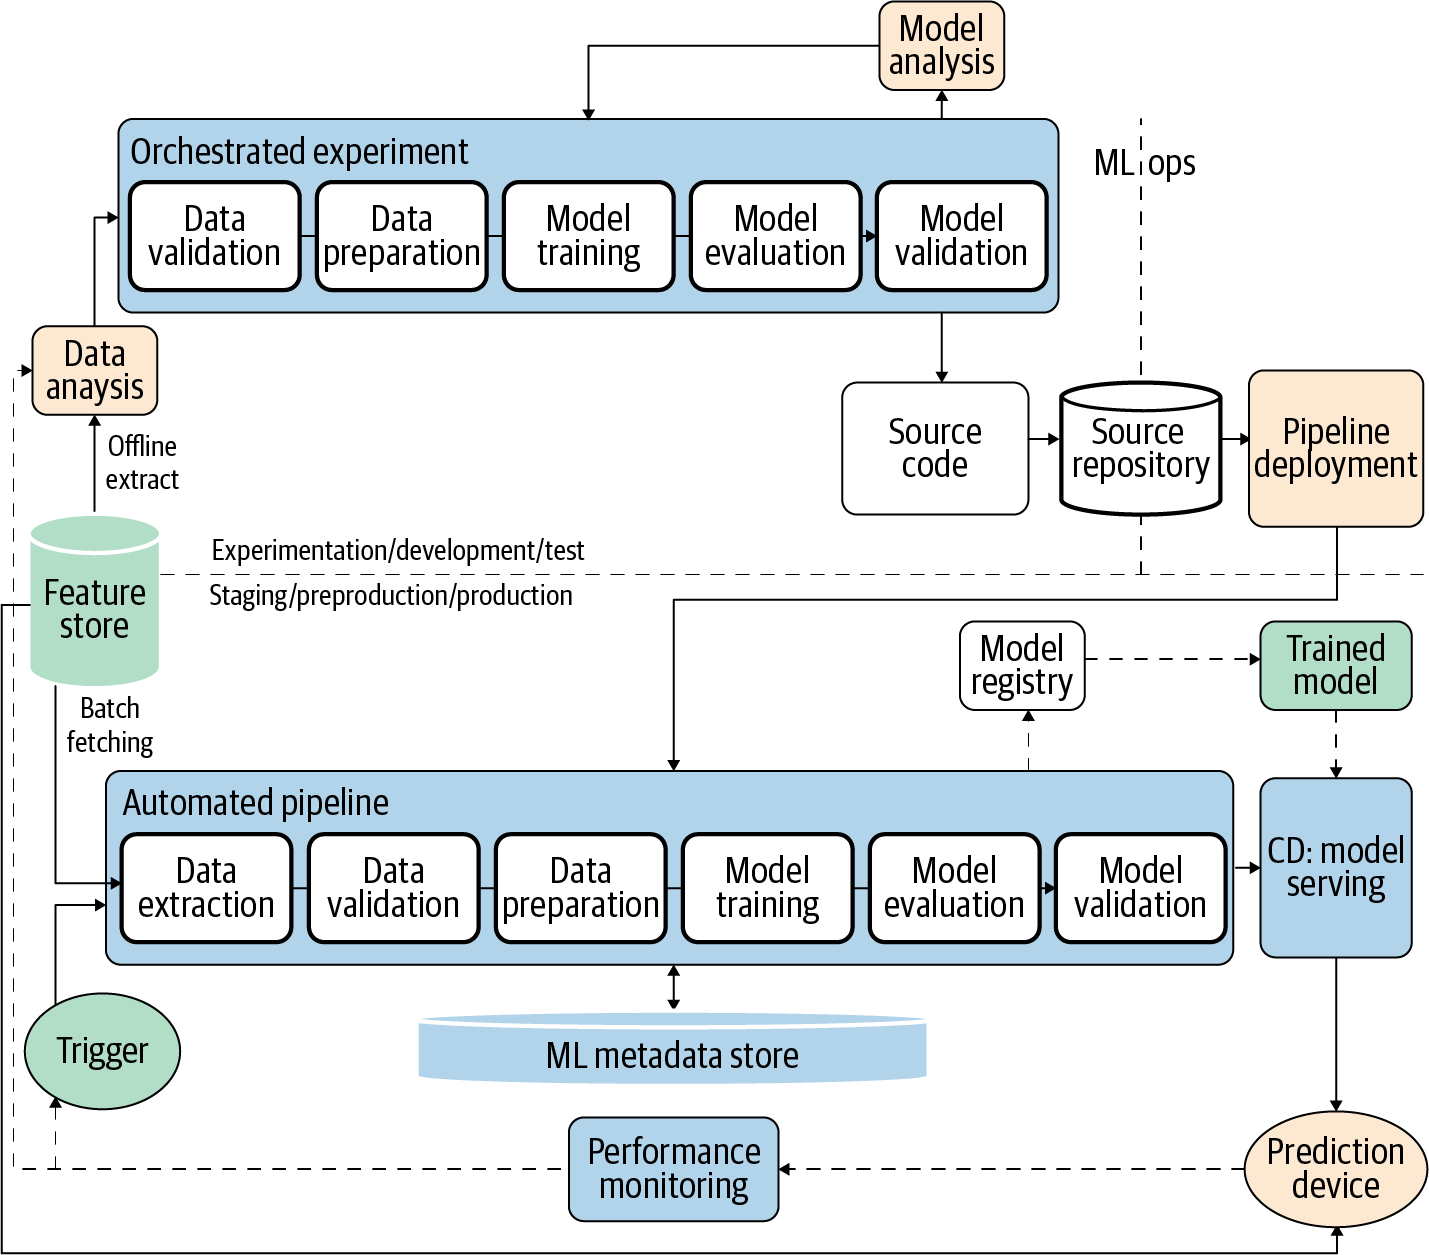 Model
analysis
Orchestrated experiment
ML ops
Data
validation
Data
preparation
Model
training
Model
evaluation
Model
validation
Data
anaysis
Source
code
Source
repository
Pipeline
deployment
Offline
extract
Experimentation/development/test
Feature
store
Staging/preproduction/production
Model
registry
Trained
model
Batch
fetching
Automated pipeline
Data
extraction
Data
validation
Data
preparation
Model
training
Model
evaluation
Model
validation
CD: model
serving
Trigger
ML metadata store
Performance
monitoring
Prediction
device